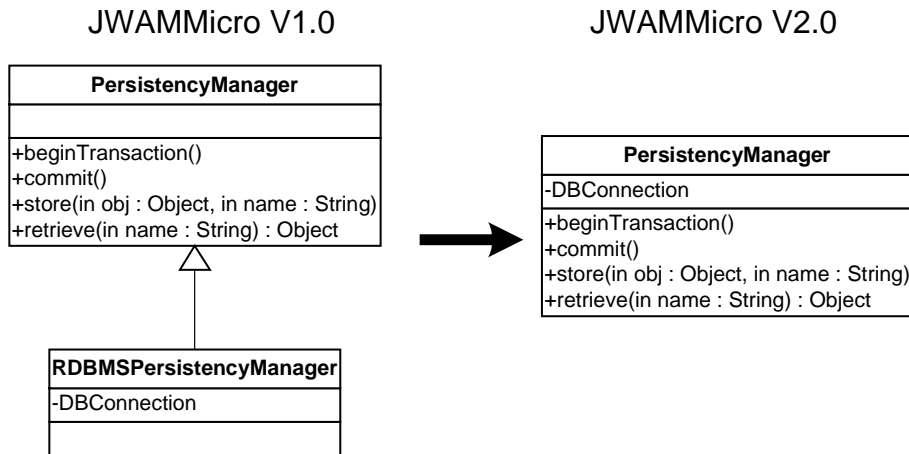 JWAMMicro V1.0
PersistencyManager
+beginTransaction()
+commit()
+store(in obj : Object, in name : String)
+retrieve(in name : String) : Object
RDBMSPersistencyManager
-DBConnection
JWAMMicro V2.0
PersistencyManager
-DBConnection
+beginTransaction()
+commit()
+store(in obj : Object, in name : String)
+retrieve(in name : String) : Object